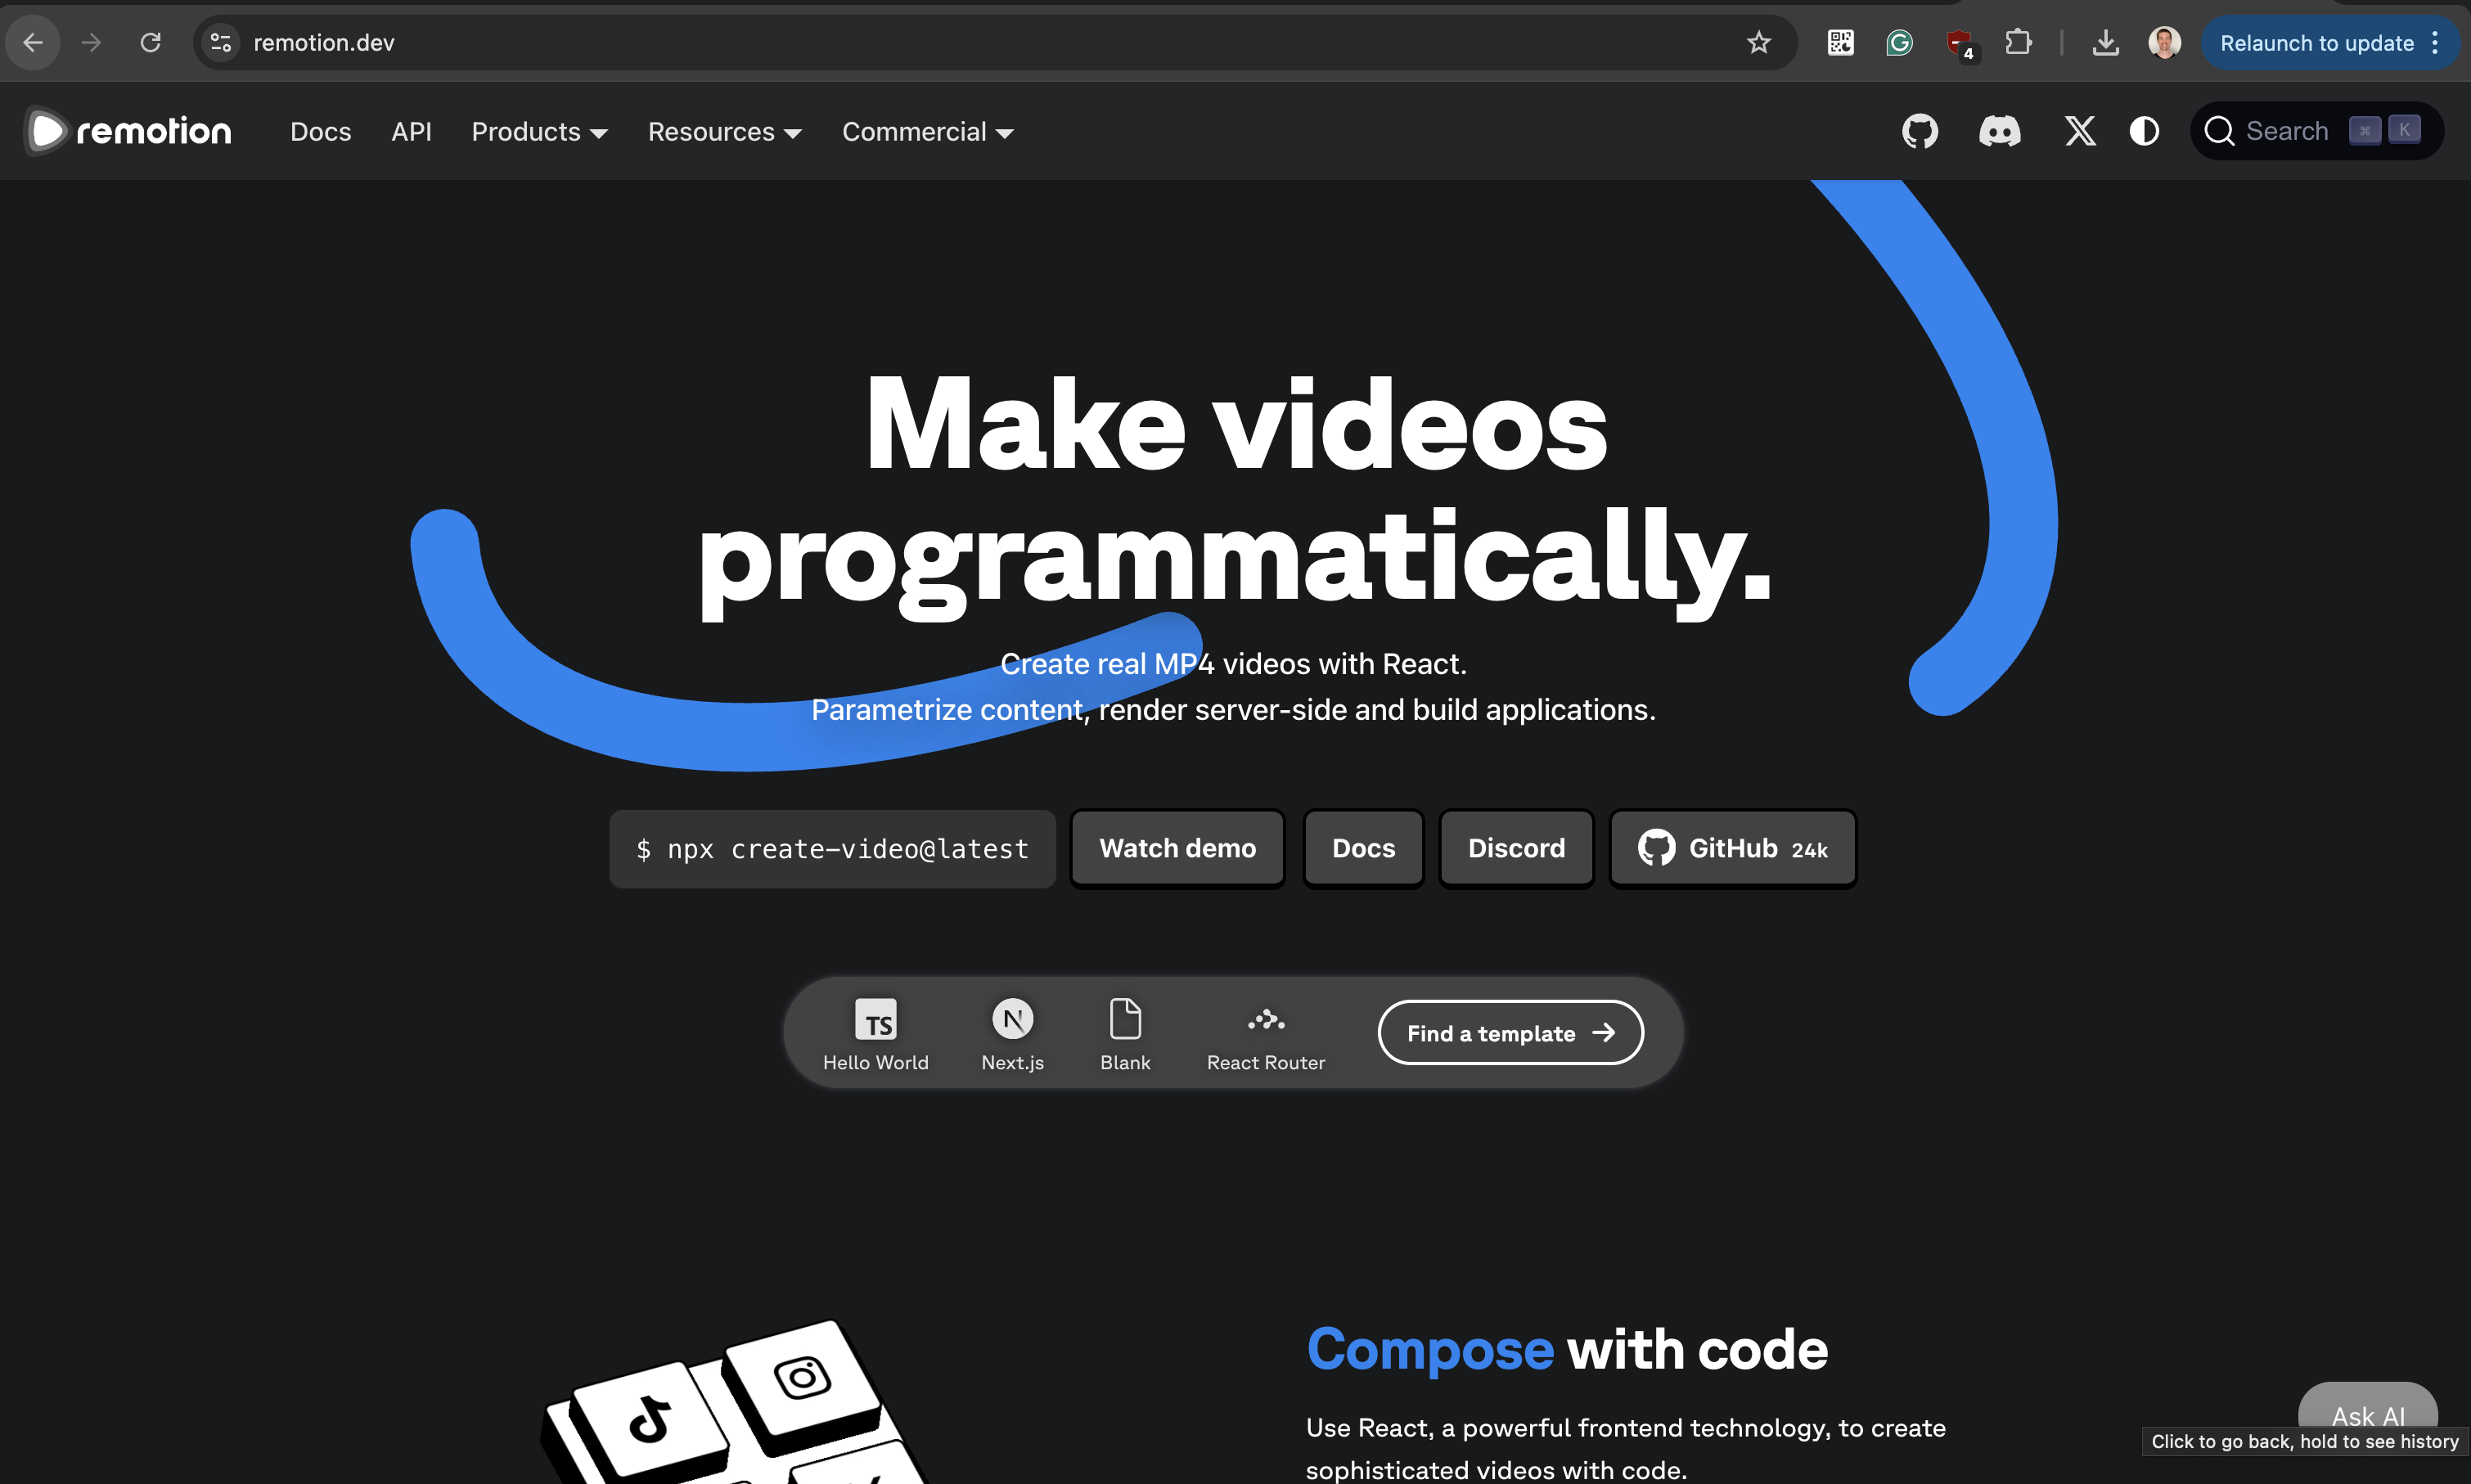 remotion.dev
4
Relaunch to update
remotion
Docs
API
Products
Resources
Commercial
Search
⌘ K
Make videos
programmatically.
Create real MP4 videos with React.
Parametrize content, render server-side and build applications.
$ npx create-video@latest
Watch demo
Docs
Discord
GitHub 24k
TS
Hello World
N
Next.js
Blank
React Router
Find a template
Compose with code
Use React, a powerful frontend technology, to create
sophisticated videos with code.
Ask AI
Click to go back, hold to see history